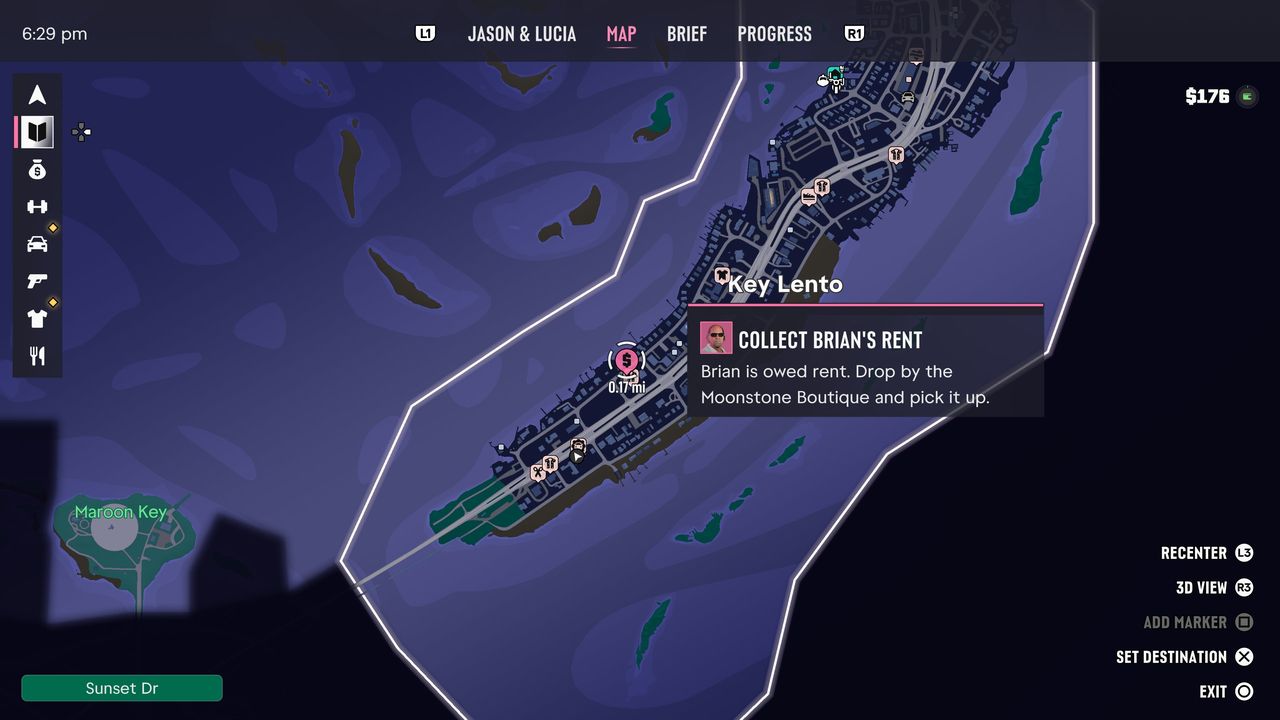 6:29 pm
L1
JASON & LUCIA
MAP
BRIEF
PROGRESS
R1
$176
Key Lento
COLLECT BRIAN'S RENT
Brian is owed rent. Drop by the
Moonstone Boutique and pick it up.
$
0.17 mi
Maroon Key
RECENTER L3
3D VIEW R3
ADD MARKER
SET DESTINATION
EXIT
Sunset Dr